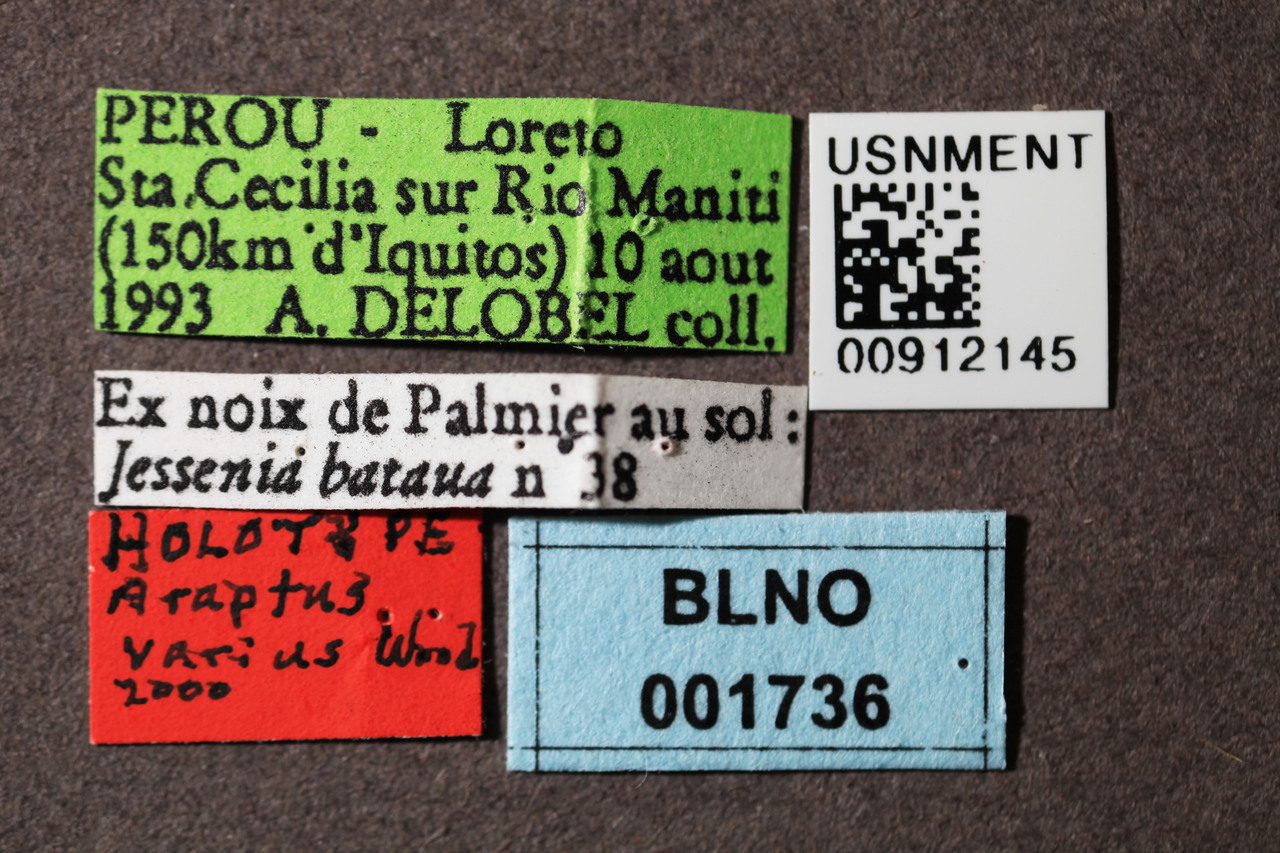 PEROU - Loreto
Sta.Cecilia sur Rio Maniti
(150km d'Iquitos) 10 aout
1993 A. DELOBEL coll.
USNMENT
00912145
Ex noix de Palmier au sol :
Jessenia bataua n 38
HOLOTYPE
Araptus
varius Wood
2000
BLNO
001736